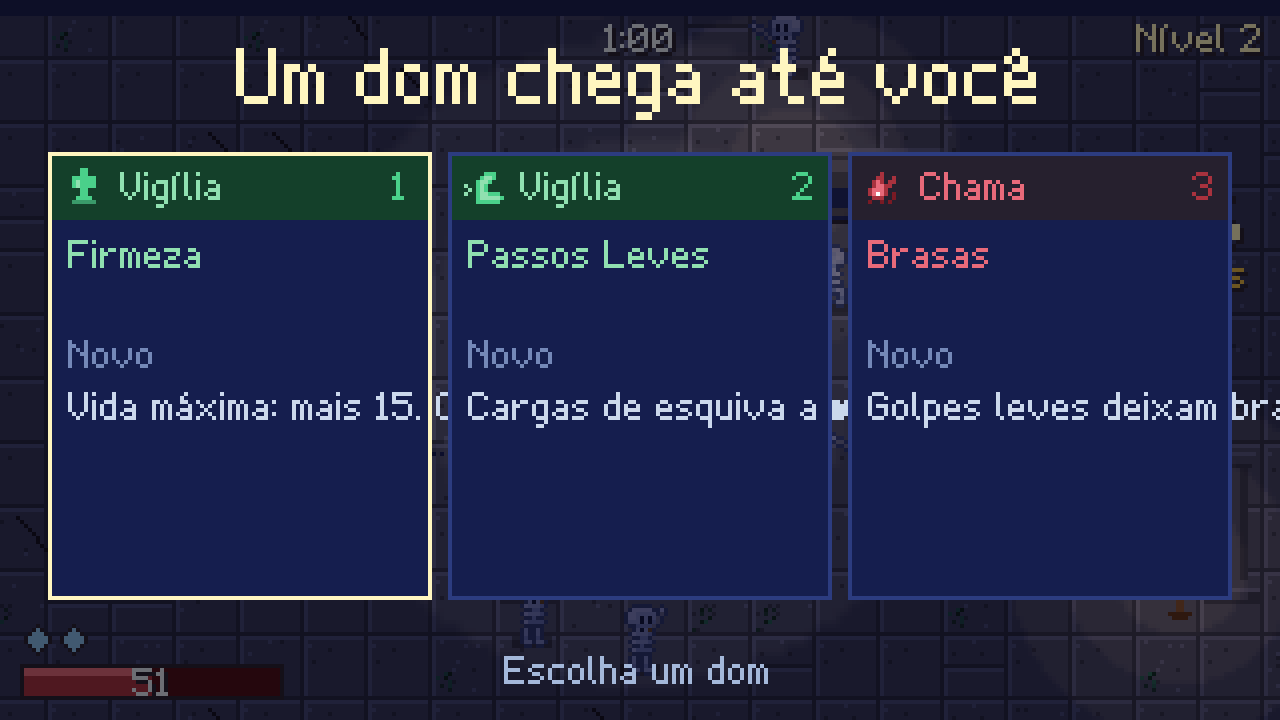 1:00
Nível 2
Um dom chega até você
Vigília 1
Vigília 2
Chama 3
Firmeza
Passos Leves
Brasas
Novo
Novo
Novo
Vida máxima: mais 15.
Cargas de esquiva a
Golpes leves deixam
51
Escolha um dom